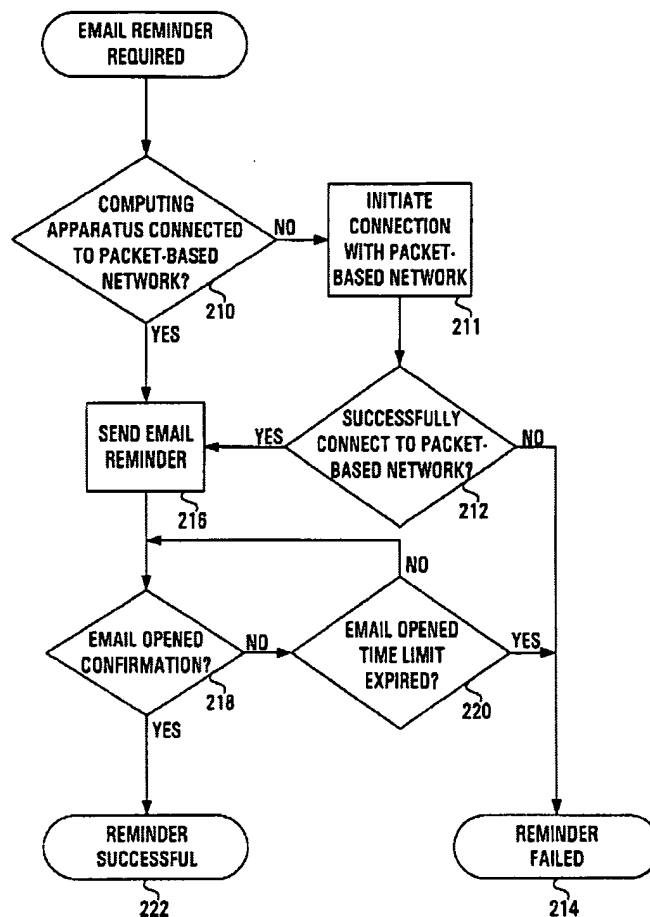 EMAIL REMINDER
REQUIRED
COMPUTING
APPARATUS CONNECTED
TO PACKET-BASED
NETWORK?
210
NO
INITIATE
CONNECTION
WITH PACKET-
BASED NETWORK
211
YES
SEND EMAIL
REMINDER
216
YES
SUCCESSFULLY
CONNECT TO PACKET-
BASED NETWORK?
212
NO
NO
EMAIL OPENED
CONFIRMATION?
218
NO
EMAIL OPENED
TIME LIMIT
EXPIRED?
220
YES
YES
REMINDER
SUCCESSFUL
222
REMINDER
FAILED
214